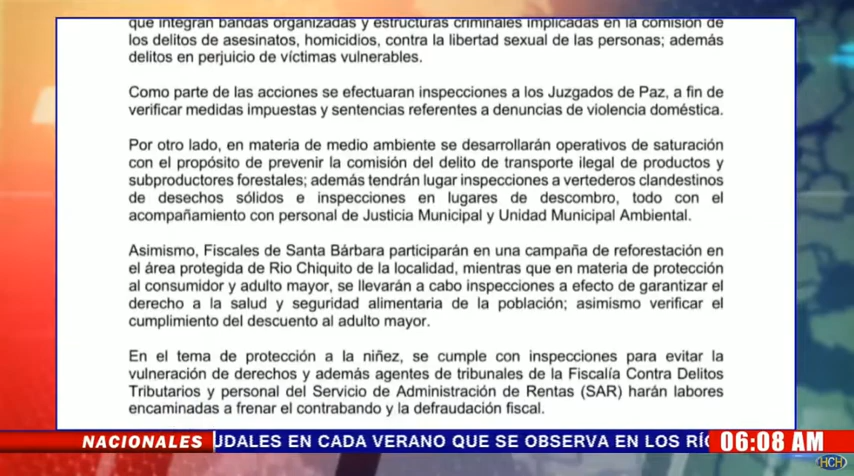 que integran bandas organizadas y estructuras criminales implicadas en la comisión de
los delitos de asesinatos, homicidios, contra la libertad sexual de las personas; además
delitos en perjuicio de víctimas vulnerables.
Como parte de las acciones se efectuaran inspecciones a los Juzgados de Paz, a fin de
verificar medidas impuestas y sentencias referentes a denuncias de violencia doméstica.
Por otro lado, en materia de medio ambiente se desarrollarán operativos de saturación
con el propósito de prevenir la comisión del delito de transporte ilegal de productos y
subproductores forestales; además tendrán lugar inspecciones a vertederos clandestinos
de desechos sólidos e inspecciones en lugares de descombro, todo con el
acompañamiento con personal de Justicia Municipal y Unidad Municipal Ambiental.
Asimismo, Fiscales de Santa Bárbara participarán en una campaña de reforestación en
el área protegida de Rio Chiquito de la localidad, mientras que en materia de protección
al consumidor y adulto mayor, se llevarán a cabo inspecciones a efecto de garantizar el
derecho a la salud y seguridad alimentaria de la población; asimismo verificar el
cumplimiento del descuento al adulto mayor.
En el tema de protección a la niñez, se cumple con inspecciones para evitar la
vulneración de derechos y además agentes de tribunales de la Fiscalía Contra Delitos
Tributarios y personal del Servicio de Administración de Rentas (SAR) harán labores
encaminadas a frenar el contrabando y la defraudación fiscal.
NACIONALES UDALES EN CADA VERANO QUE SE OBSERVA EN LOS RÍ 06:08 AM
HCH